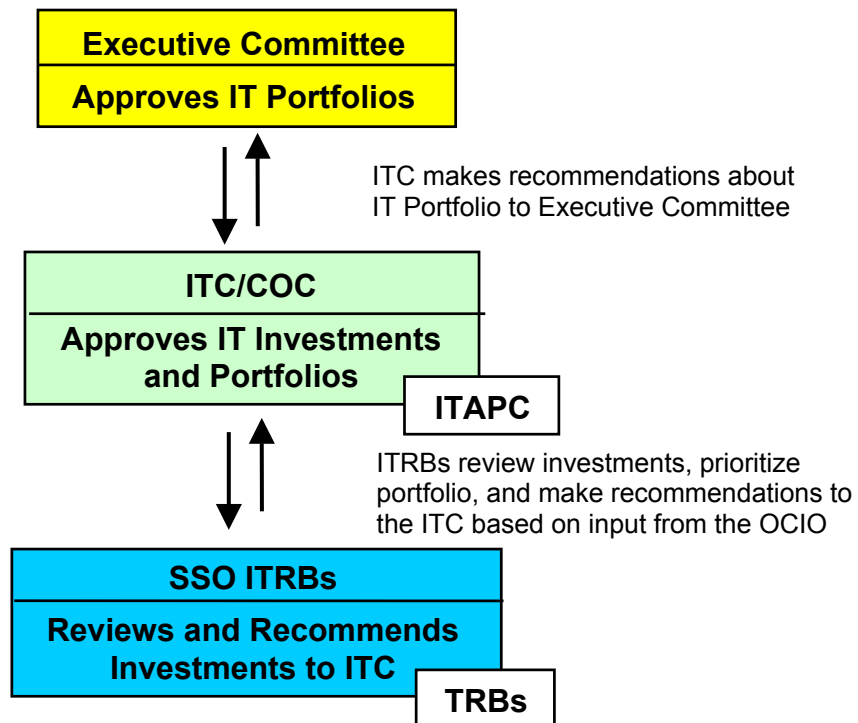 Executive Committee
Approves IT Portfolios
ITC makes recommendations about
IT Portfolio to Executive Committee
ITC/COC
Approves IT Investments
and Portfolios
ITAPC
ITRBs review investments, prioritize
portfolio, and make recommendations to
the ITC based on input from the OCIO
SSO ITRBs
Reviews and Recommends
Investments to ITC
TRBs